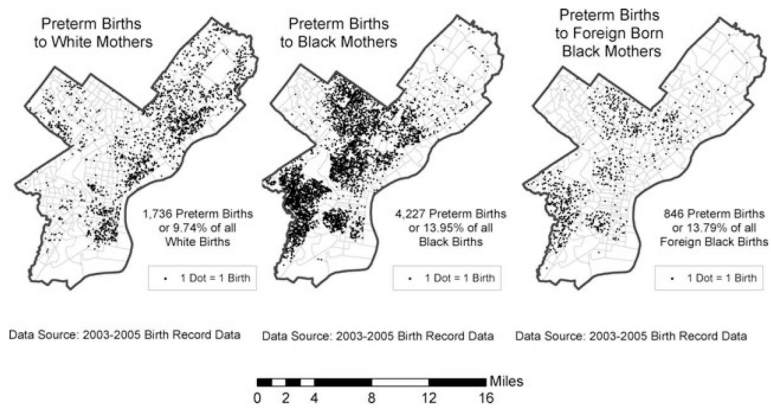 Preterm Births
to White Mothers
1,736 Preterm Births
or 9.74% of all
White Births
1 Dot = 1 Birth
Data Source: 2003-2005 Birth Record Data
Preterm Births
to Black Mothers
4,227 Preterm Births
or 13.95% of all
Black Births
1 Dot = 1 Birth
Data Source: 2003-2005 Birth Record Data
Preterm Births
to Foreign Born
Black Mothers
846 Preterm Births
or 13.79% of all
Foreign Black Births
1 Dot = 1 Birth
Data Source: 2003-2005 Birth Record Data
Miles
0 2 4 8 12 16